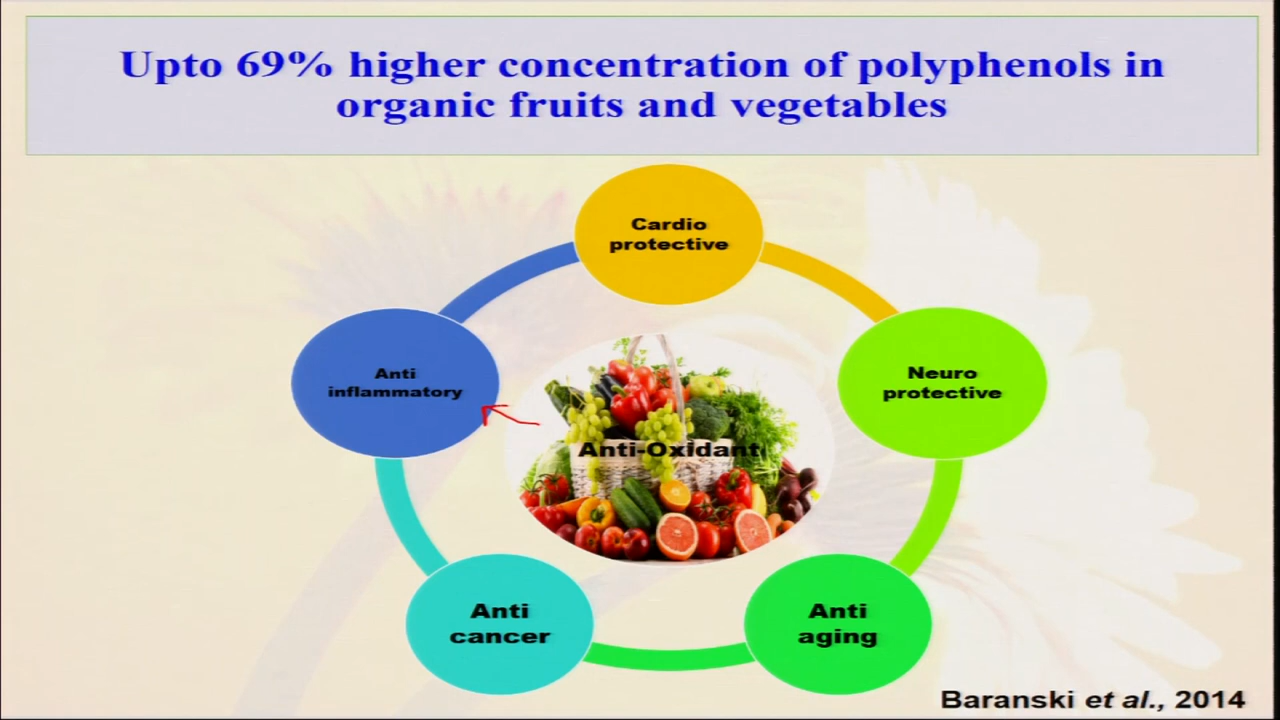 Upto 69% higher concentration of polyphenols in
organic fruits and vegetables
Cardio
protective
Anti
inflammatory
Neuro
protective
Anti-Oxidant
Anti
cancer
Anti
aging
Baranski et al., 2014